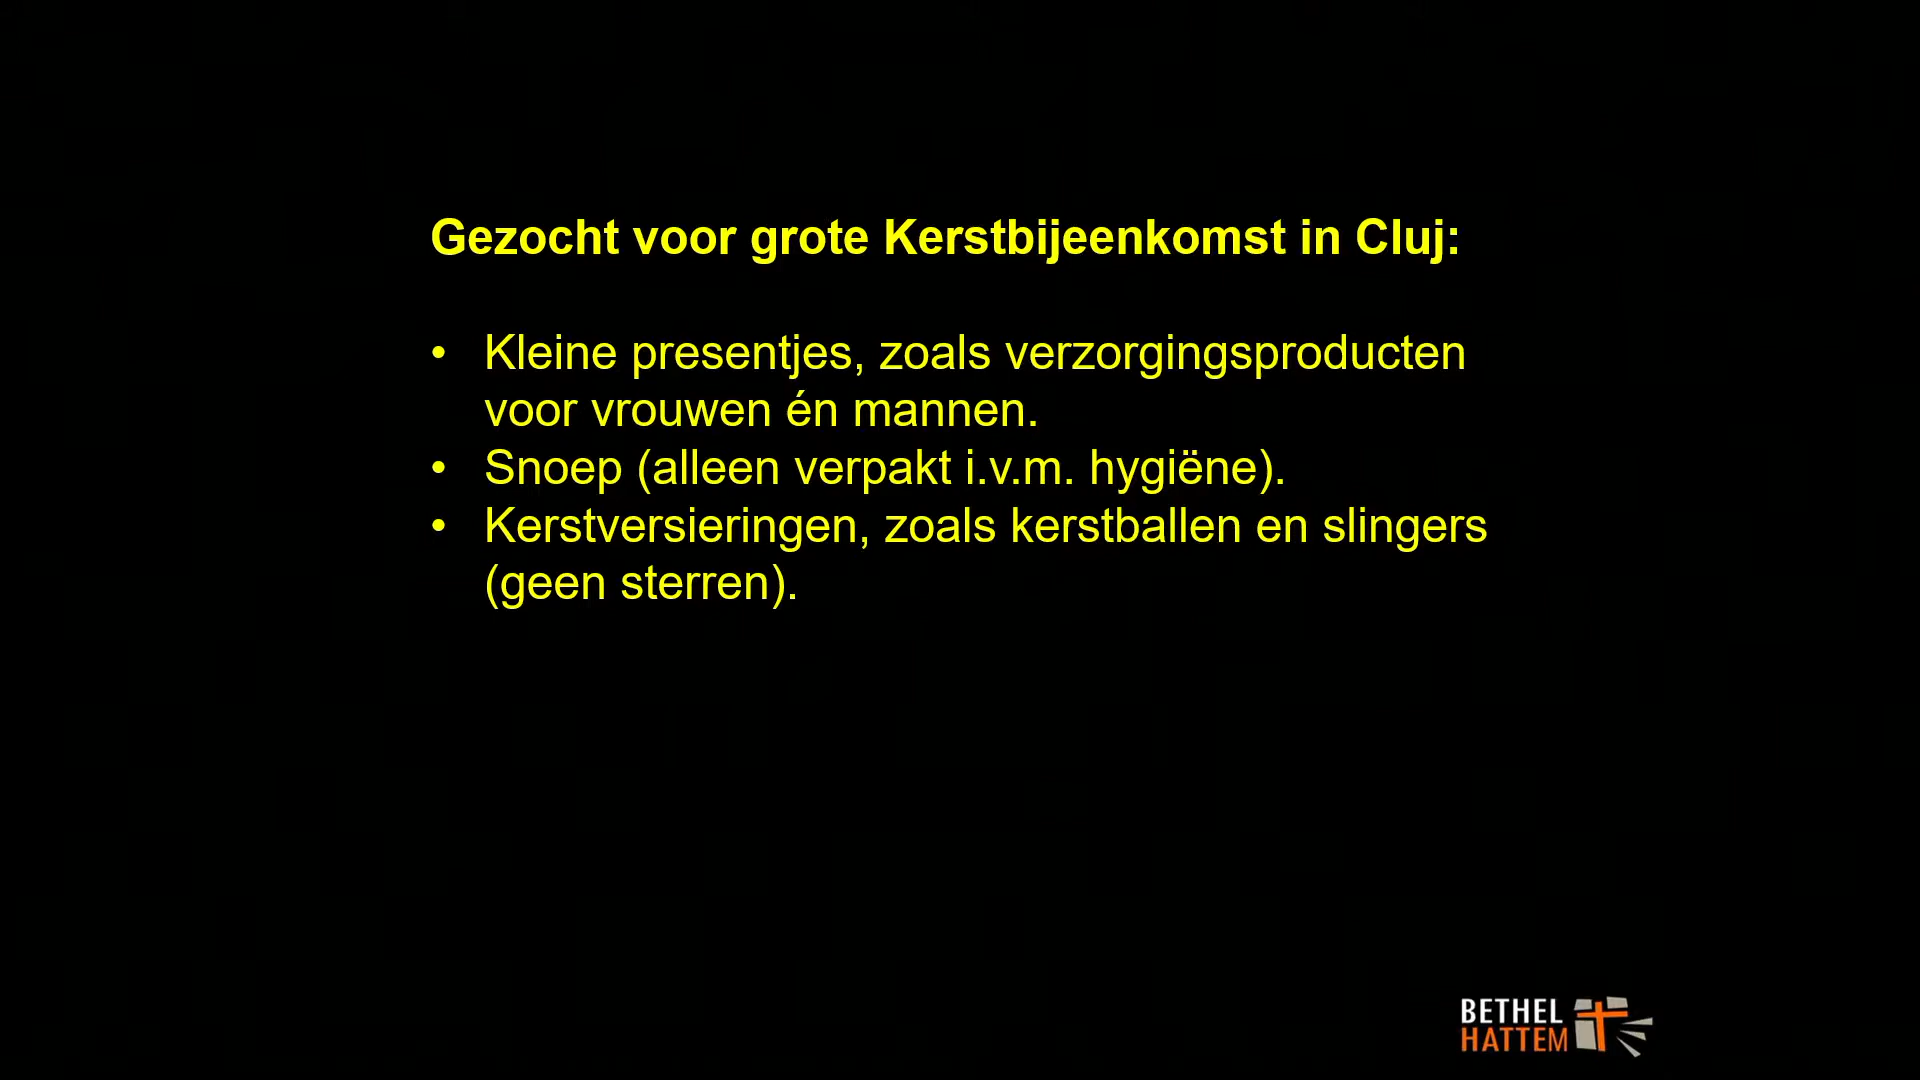 Gezocht voor grote Kerstbijeenkomst in Cluj:
• Kleine presentjes, zoals verzorgingsproducten
voor vrouwen én mannen.
• Snoep (alleen verpakt i.v.m. hygiëne).
• Kerstversieringen, zoals kerstballen en slingers
(geen sterren).
BETHEL
HATTEM